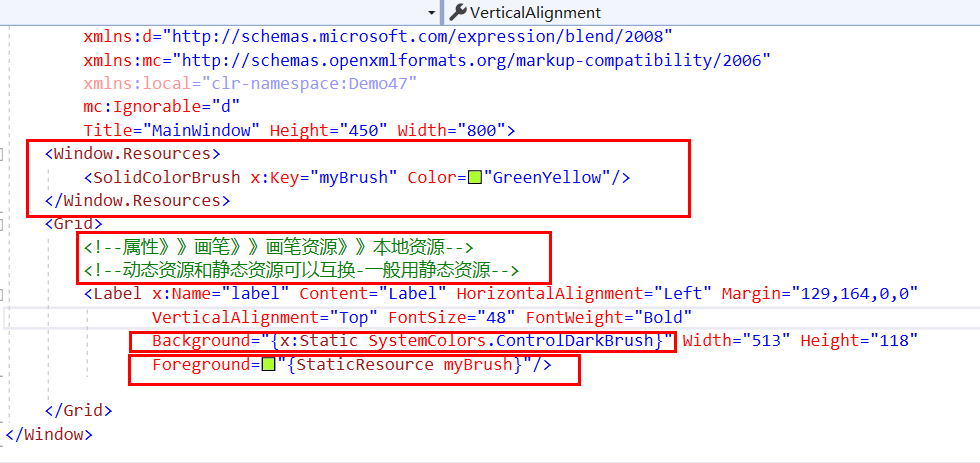 VerticalAlignment
xmlns:d="http://schemas.microsoft.com/expression/blend/2008"
xmlns:mc="http://schemas.openxmlformats.org/markup-compatibility/2006"
xmlns:local="clr-namespace:Demo47"
mc:Ignorable="d"
Title="MainWindow" Height="450" Width="800">
<Window.Resources>
<SolidColorBrush x:Key="myBrush" Color="GreenYellow"/>
</Window.Resources>
<Grid>
<!--属性》》画笔》》画笔资源》》本地资源-->
<!--动态资源和静态资源可以互换-一般用静态资源-->
<Label x:Name="label" Content="Label" HorizontalAlignment="Left" Margin="129,164,0,0"
VerticalAlignment="Top" FontSize="48" FontWeight="Bold"
Background="{x:Static SystemColors.ControlDarkBrush}" Width="513" Height="118"
Foreground="{StaticResource myBrush}"/>
</Grid>
</Window>